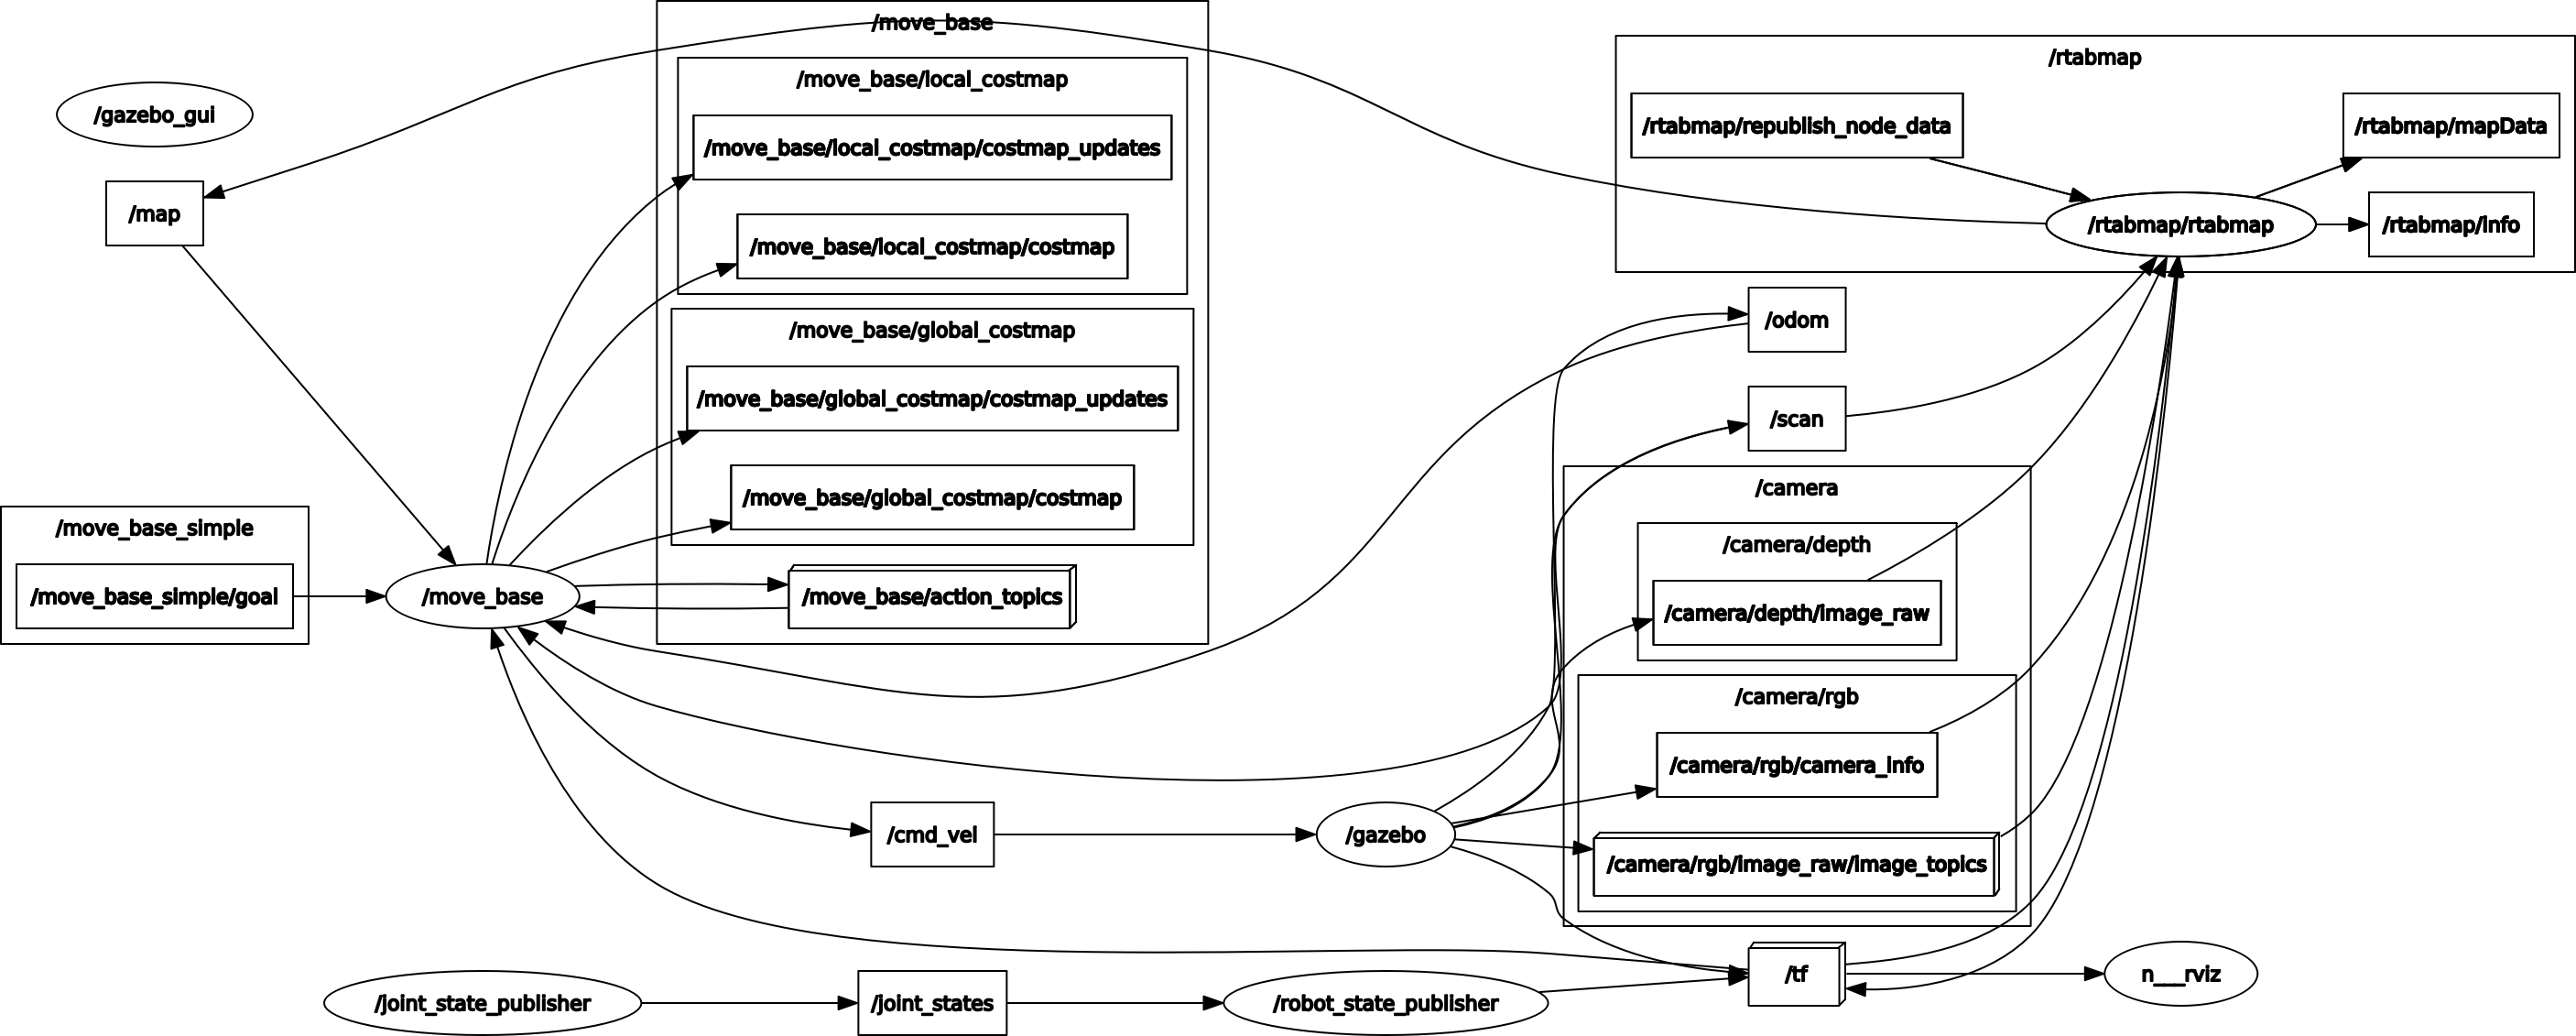 /move_base
/rtabmap
/move_base/local_costmap
/gazebo_gui
/rtabmap/republish_node_data
/rtabmap/mapData
/move_base/local_costmap/costmap_updates
/map
/rtabmap/rtabmap
/rtabmap/info
/move_base/local_costmap/costmap
/move_base/global_costmap
/odom
/move_base/global_costmap/costmap_updates
/scan
/camera
/move_base/global_costmap/costmap
/move_base_simple
/camera/depth
/move_base_simple/goal
/move_base
/move_base/action_topics
/camera/depth/image_raw
/camera/rgb
/camera/rgb/camera_info
/cmd_vel
/gazebo
/camera/rgb/image_raw/image_topics
/tf
n___rviz
/joint_state_publisher
/joint_states
/robot_state_publisher